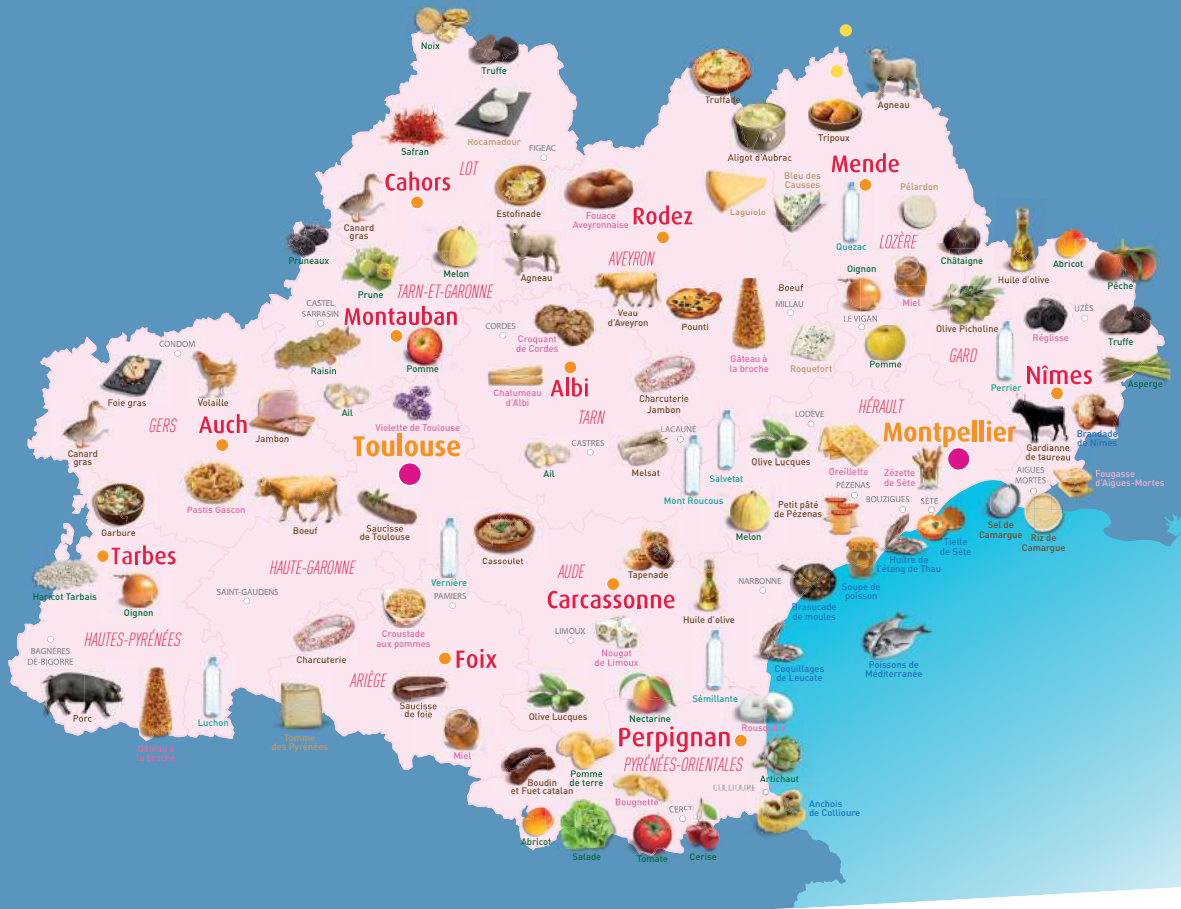 Noix
Truffe
Safran
Rocamadour
FIGEAC
LOT
Cahors
Canard
gras
Estofinade
Fouace
Aveyronnaise
Rodez
Truffade
Aligot d'Aubrac
Tripoux
Agneau
Mende
Laguiole
Bleu des
Causses
Pélardon
Quezac
LOZÈRE
Pruneaux
Prune
Melon
Agneau
AVEYRON
TARN-ET-GARONNE
CASTEL
SARRASIN
Montauban
Raisin
Pomme
CORDES
Croquant
de Cordes
Veau
d'Aveyron
Pounti
Gâteau à
la broche
Boeuf
MILLAU
Roquefort
Oignon
LE VIGAN
Miel
Pomme
Châtaigne
Olive Picholine
Huile d'olive
Abricot
Pêche
Réglisse
UZÈS
Truffe
GARD
Perrier
Nîmes
Asperge
CONDOM
Foie gras
Volaille
Canard
gras
GERS
Auch
Jambon
Ail
Violette de Toulouse
Toulouse
Chalumeau
d'Albi
Albi
TARN
Charcuterie
Jambon
Ail
CASTRES
Melsat
LACAUNE
Mont Roucous
Salvetat
Olive Lucques
LODÈVE
HÉRAULT
Montpellier
Oreillette
PÉZENAS
Zézette
de Sète
BOUZIGUES
SÈTE
Gardianne
de taureau
Brandade
de Nîmes
AIGUES
MORTES
Fougasse
d'Aigues-Mortes
Sel de
Camargue
Riz de
Camargue
Tielle
de Sète
Huître de
l'étang de Thau
Petit pâté
de Pézenas
Melon
Soupe de
poisson
Garbure
Pastis Gascon
Boeuf
Saucisse
de Toulouse
Vernière
Cassoulet
Tarbes
Haricot Tarbais
Oignon
HAUTE-GARONNE
SAINT-GAUDENS
PAMIERS
AUDE
Tapenade
Carcassonne
Huile d'olive
NARBONNE
Brasucade
de moules
HAUTES-PYRÉNÉES
BAGNÈRES
DE-BIGORRE
Porc
Gâteau à
la broche
Luchon
Charcuterie
Croustade
aux pommes
Foix
ARIÈGE
Tomme
des Pyrénées
Saucisse
de foie
Miel
LIMOUX
Nougat
de Limoux
Coquillages
de Leucate
Poissons de
Méditerranée
Sémillante
Olive Lucques
Nectarine
Rousquille
Perpignan
PYRÉNÉES-ORIENTALES
Boudin
et Fuet catalan
Pomme
de terre
Bougnette
Artichaut
COLLIOURE
Anchois
de Collioure
CERET
Abricot
Salade
Tomate
Cerise